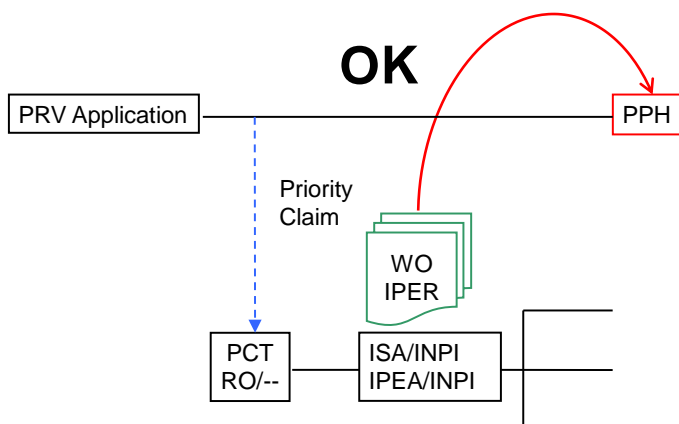 OK
PRV Application
PPH
Priority
Claim
WO
IPER
PCT
RO/--
ISA/INPI
IPEA/INPI